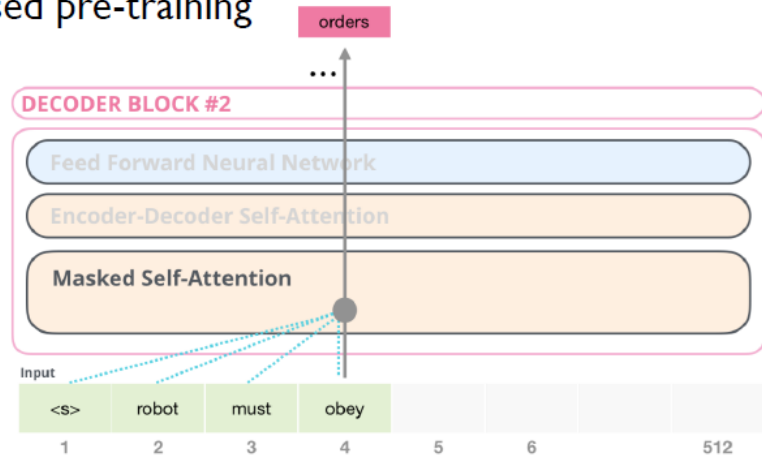 sed pre-training
orders
...
DECODER BLOCK #2
Feed Forward Neural Network
Encoder-Decoder Self-Attention
Masked Self-Attention
Input
<s> robot must obey
1 2 3 4 5 6 512